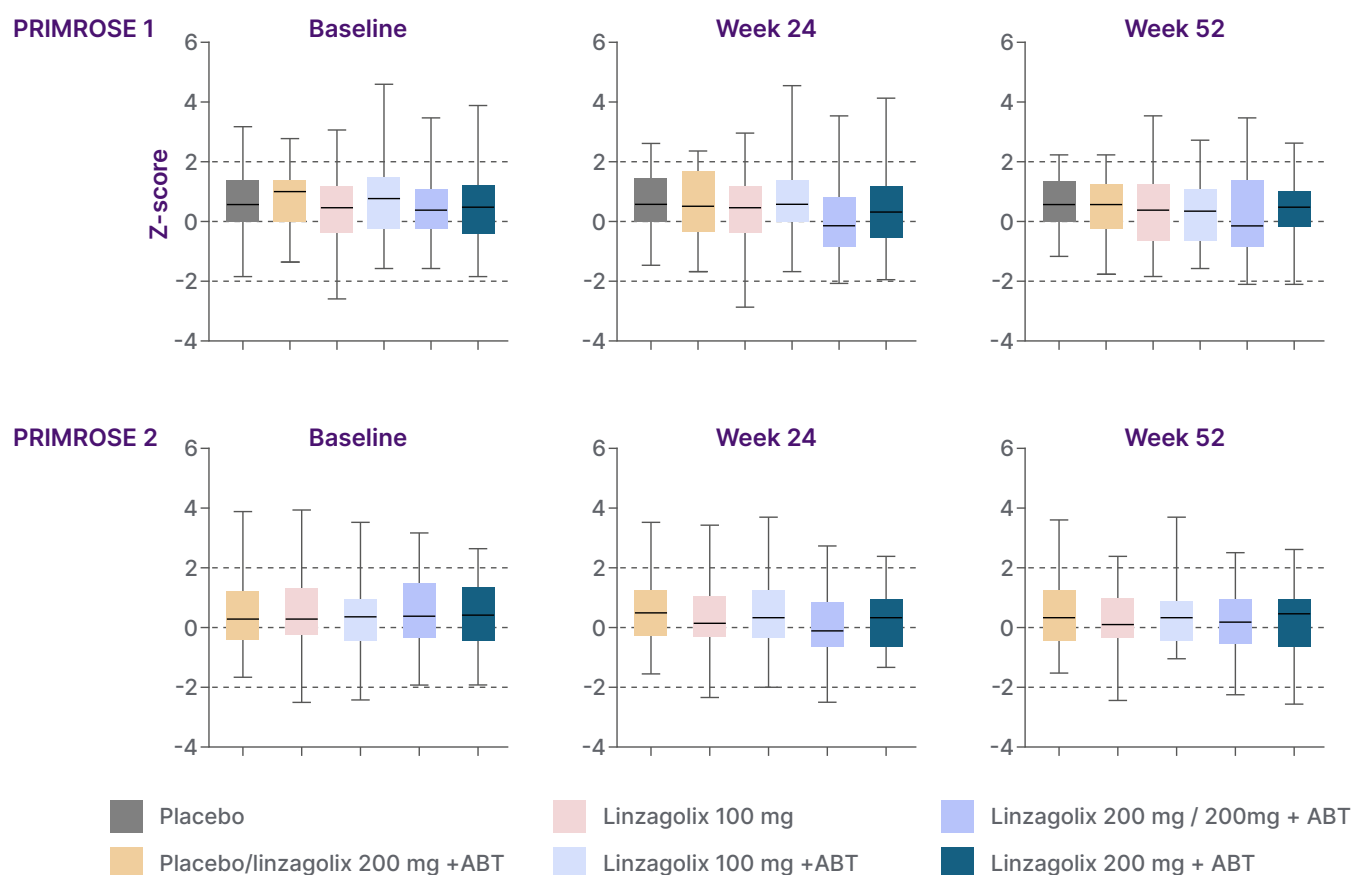 PRIMROSE 1
Baseline
Week 24
Week 52
Z-score
6
4
2
0
-2
-4
6
4
2
0
-2
-4
6
4
2
0
-2
-4
PRIMROSE 2
Baseline
Week 24
Week 52
6
4
2
0
-2
-4
6
4
2
0
-2
-4
6
4
2
0
-2
-4
Placebo
Linzagolix 100 mg
Linzagolix 200 mg / 200mg + ABT
Placebo/linzagolix 200 mg +ABT
Linzagolix 100 mg +ABT
Linzagolix 200 mg + ABT